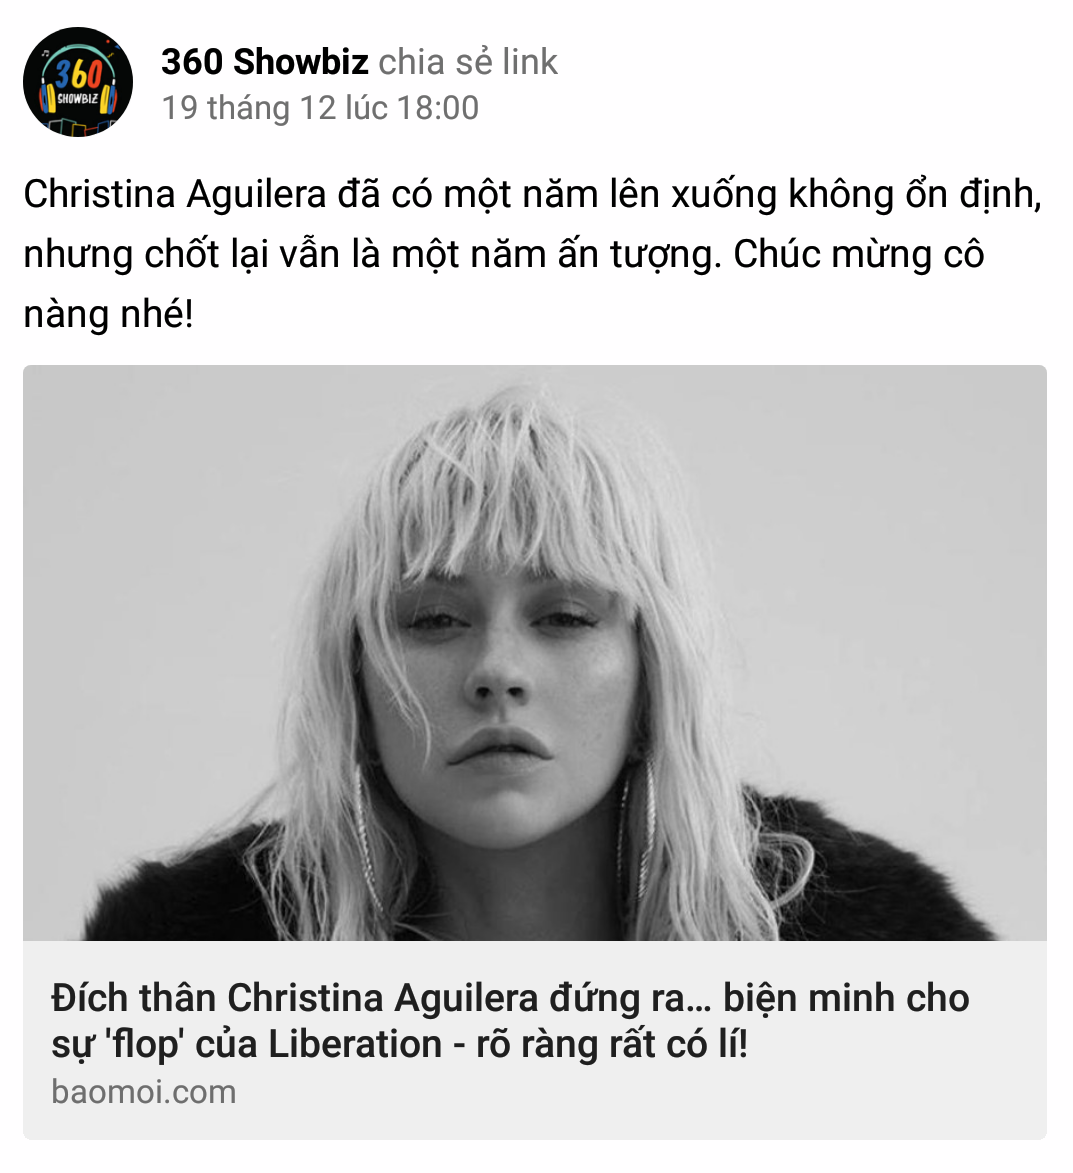 360
SHOWBIZ
360 Showbiz chia sẻ link
19 tháng 12 lúc 18:00
Christina Aguilera đã có một năm lên xuống không ổn định,
nhưng chốt lại vẫn là một năm ấn tượng. Chúc mừng cô
nàng nhé!
Đích thân Christina Aguilera đứng ra... biện minh cho
sự 'flop' của Liberation - rõ ràng rất có lí!
baomoi.com